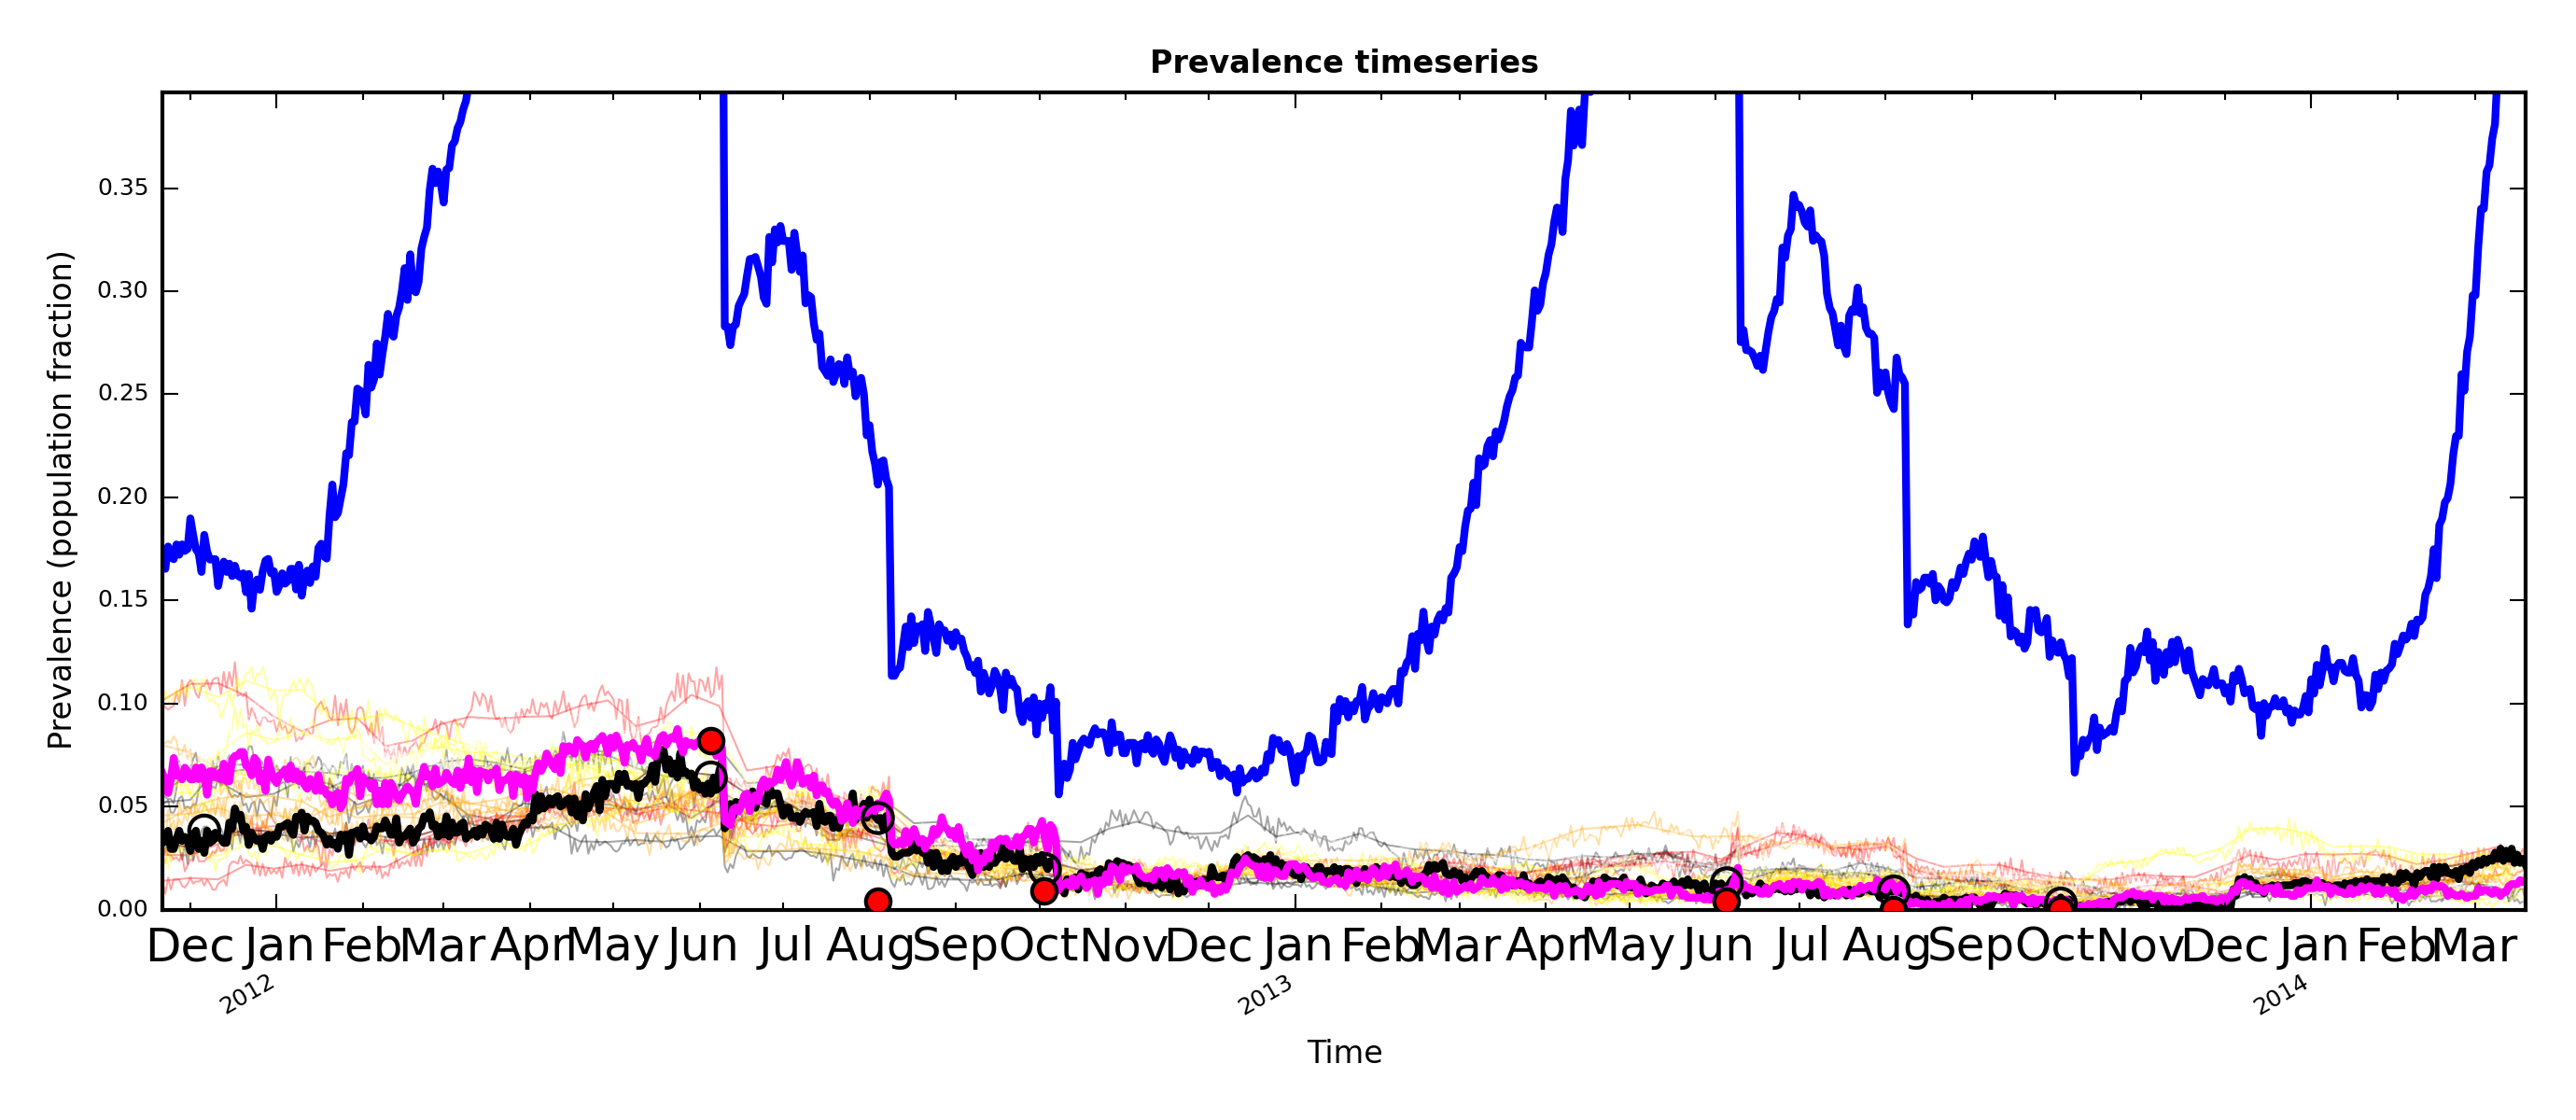 Prevalence timeseries
Prevalence (population fraction)
0.35
0.30
0.25
0.20
0.15
0.10
0.05
0.00
Dec Jan Feb Mar Apr May Jun Jul Aug Sep Oct Nov Dec Jan Feb Mar Apr May Jun Jul Aug Sep Oct Nov Dec Jan Feb Mar
2012 2013 2014
Time